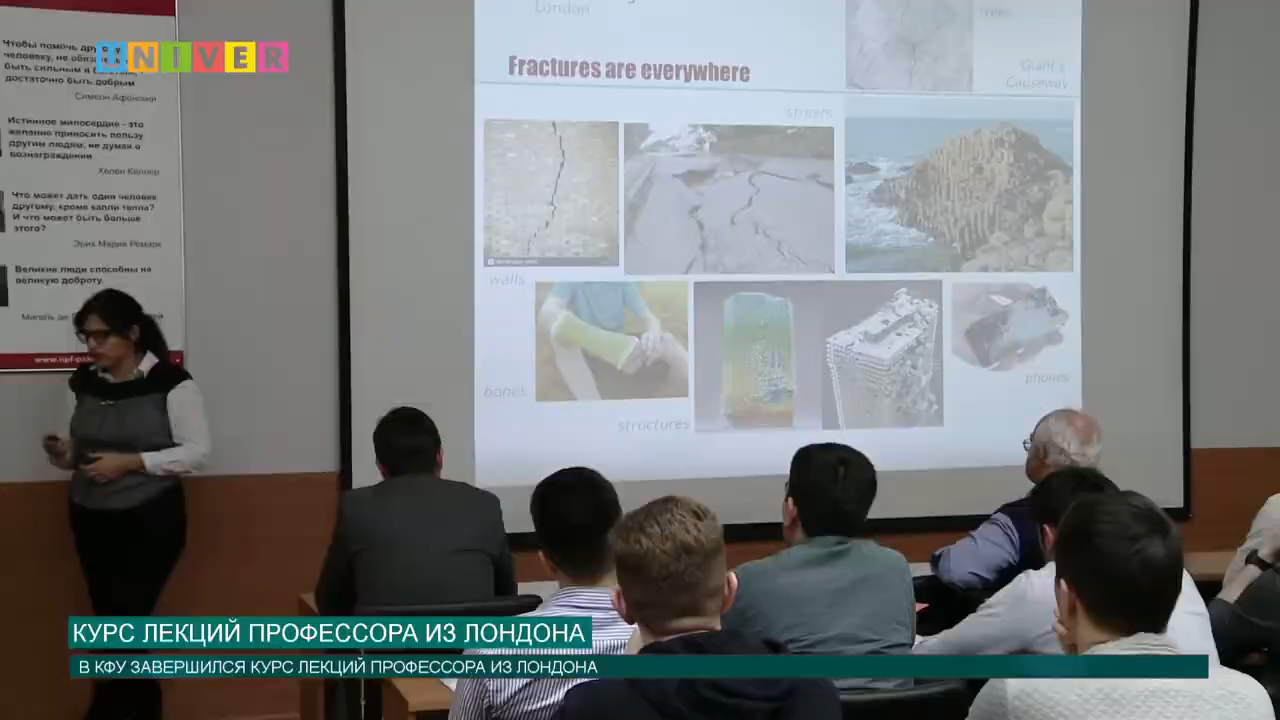 Чтобы помочь
человеку, не
быть сильным и
достаточно быть добрым
UNIVER
Истинное милосердие - это
желание приносить пользу
другим людям, не думая о
вознаграждении
Хелен Келлер
Что может дать один человек
другому, кроме капли тепла?
И что может быть больше
этого?
Эрих Мария Ремарк
Великие люди способны на
великую доброту
London
trees
Giant's
Causeway
Fractures are everywhere
streets
walls
bones
structures
phones
КУРС ЛЕКЦИЙ ПРОФЕССОРА ИЗ ЛОНДОНА
В КФУ ЗАВЕРШИЛСЯ КУРС ЛЕКЦИЙ ПРОФЕССОРА ИЗ ЛОНДОНА